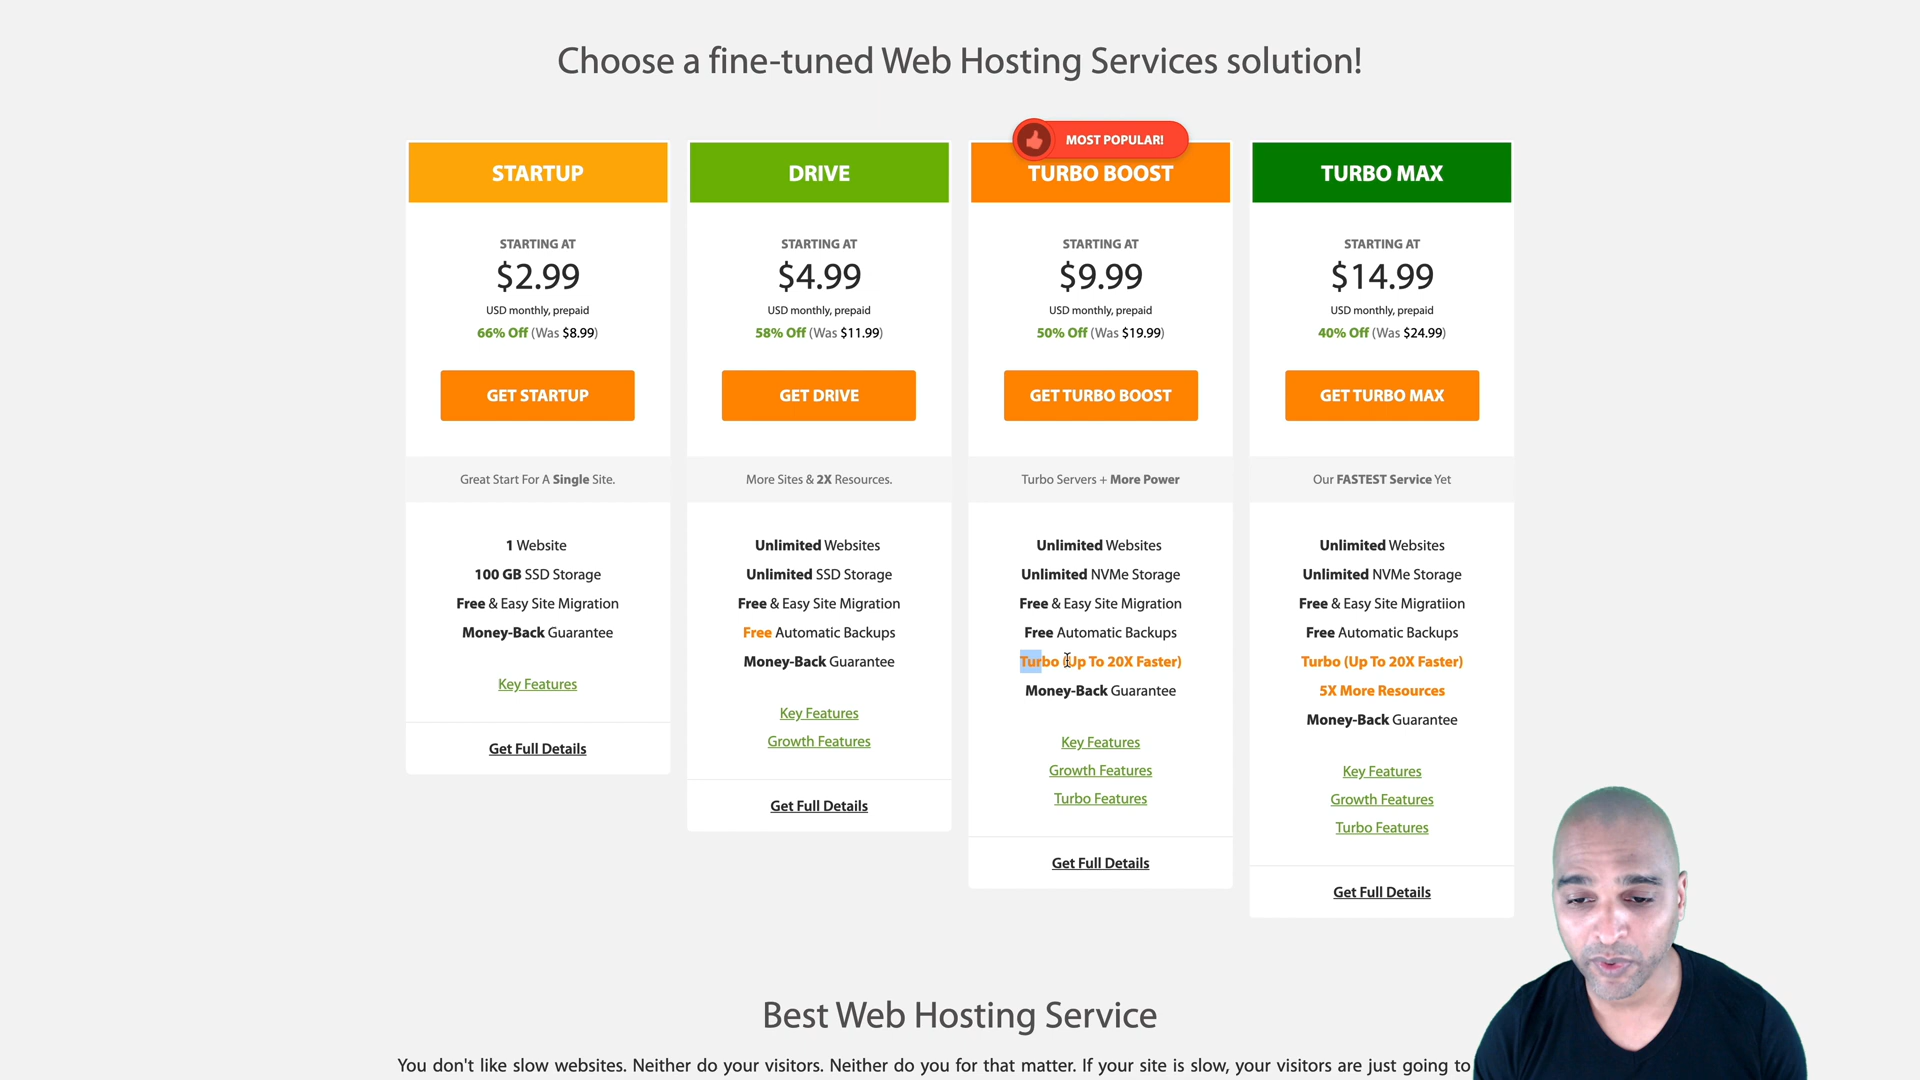 Choose a fine-tuned Web Hosting Services solution!
STARTUP
STARTING AT
$2.99
USD monthly, prepaid
66% Off (Was $8.99)
GET STARTUP
Great Start For A Single Site.
1 Website
100 GB SSD Storage
Free & Easy Site Migration
Money-Back Guarantee
Key Features
Get Full Details
DRIVE
STARTING AT
$4.99
USD monthly, prepaid
58% Off (Was $11.99)
GET DRIVE
More Sites & 2X Resources.
Unlimited Websites
Unlimited SSD Storage
Free & Easy Site Migration
Free Automatic Backups
Money-Back Guarantee
Key Features
Growth Features
Get Full Details
MOST POPULAR!
TURBO BOOST
STARTING AT
$9.99
USD monthly, prepaid
50% Off (Was $19.99)
GET TURBO BOOST
Turbo Servers + More Power
Unlimited Websites
Unlimited NVMe Storage
Free & Easy Site Migration
Free Automatic Backups
Turbo (Up To 20X Faster)
Money-Back Guarantee
Key Features
Growth Features
Turbo Features
Get Full Details
TURBO MAX
STARTING AT
$14.99
USD monthly, prepaid
40% Off (Was $24.99)
GET TURBO MAX
Our FASTEST Service Yet
Unlimited Websites
Unlimited NVMe Storage
Free & Easy Site Migratiion
Free Automatic Backups
Turbo (Up To 20X Faster)
5X More Resources
Money-Back Guarantee
Key Features
Growth Features
Turbo Features
Get Full Details
Best Web Hosting Service
You don't like slow websites. Neither do your visitors. Neither do you for that matter. If your site is slow, your visitors are just going to